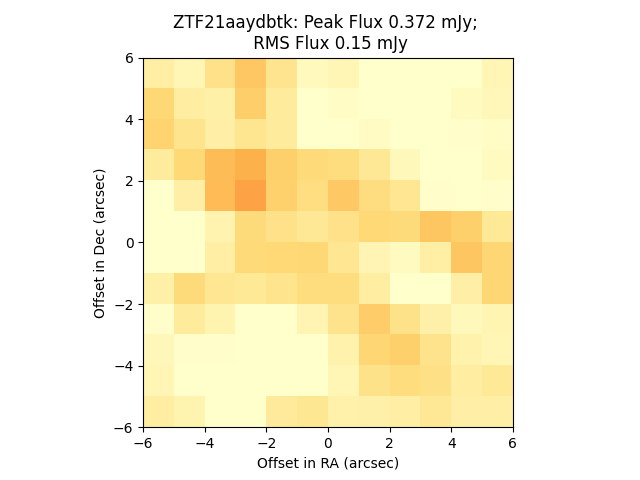 ZTF21aaydbtk: Peak Flux 0.372 mJy;
RMS Flux 0.15 mJy
6
4
2
0
−2
−4
−6
Offset in Dec (arcsec)
−6 −4 −2 0 2 4 6
Offset in RA (arcsec)